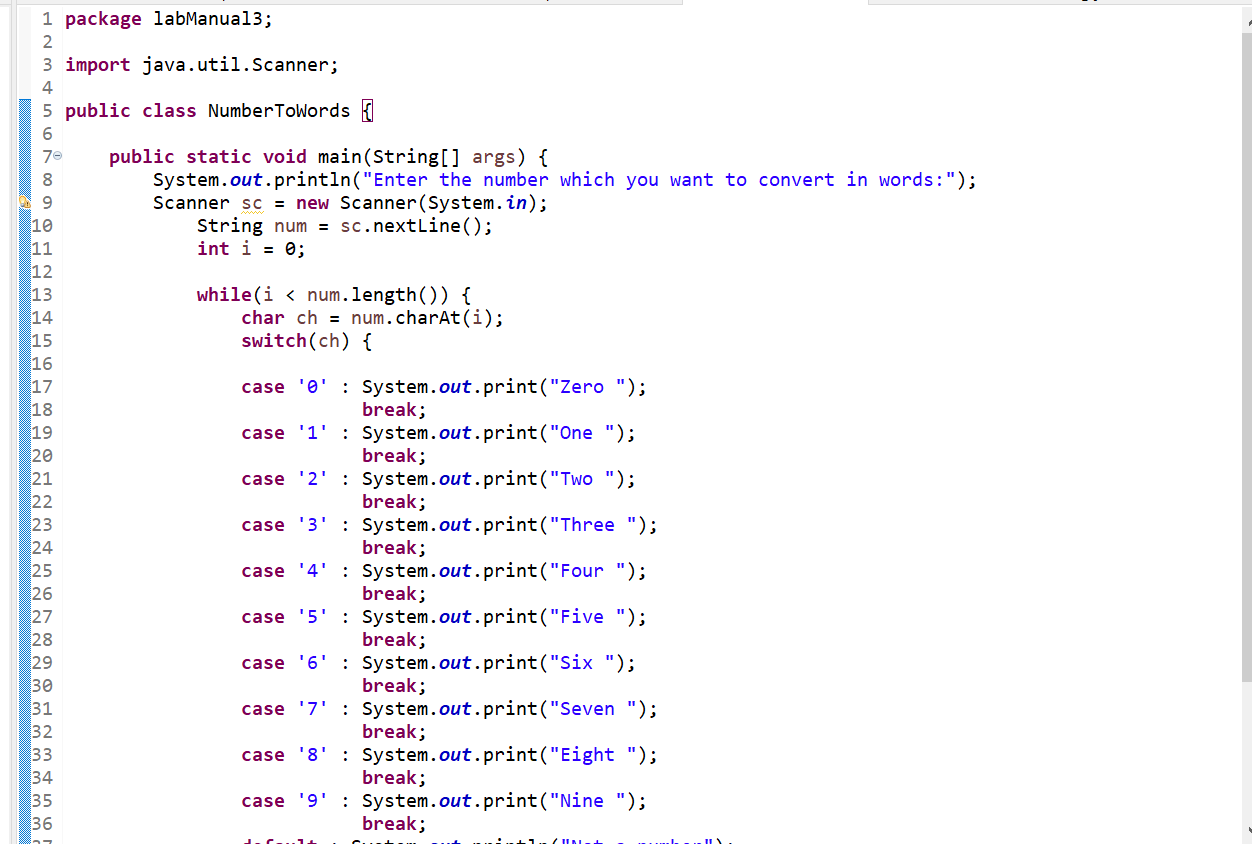 1 package labManual3;
2
3 import java.util.Scanner;
4
5 public class NumberToWords {
6
7 public static void main(String[] args) {
8 System.out.println("Enter the number which you want to convert in words:");
9 Scanner sc = new Scanner(System.in);
10 String num = sc.nextLine();
11 int i = 0;
12
13 while(i < num.length()) {
14 char ch = num.charAt(i);
15 switch(ch) {
16
17 case '0' : System.out.print("Zero ");
18 break;
19 case '1' : System.out.print("One ");
20 break;
21 case '2' : System.out.print("Two ");
22 break;
23 case '3' : System.out.print("Three ");
24 break;
25 case '4' : System.out.print("Four ");
26 break;
27 case '5' : System.out.print("Five ");
28 break;
29 case '6' : System.out.print("Six ");
30 break;
31 case '7' : System.out.print("Seven ");
32 break;
33 case '8' : System.out.print("Eight ");
34 break;
35 case '9' : System.out.print("Nine ");
36 break;
37 default : System.out.println("Not a number");